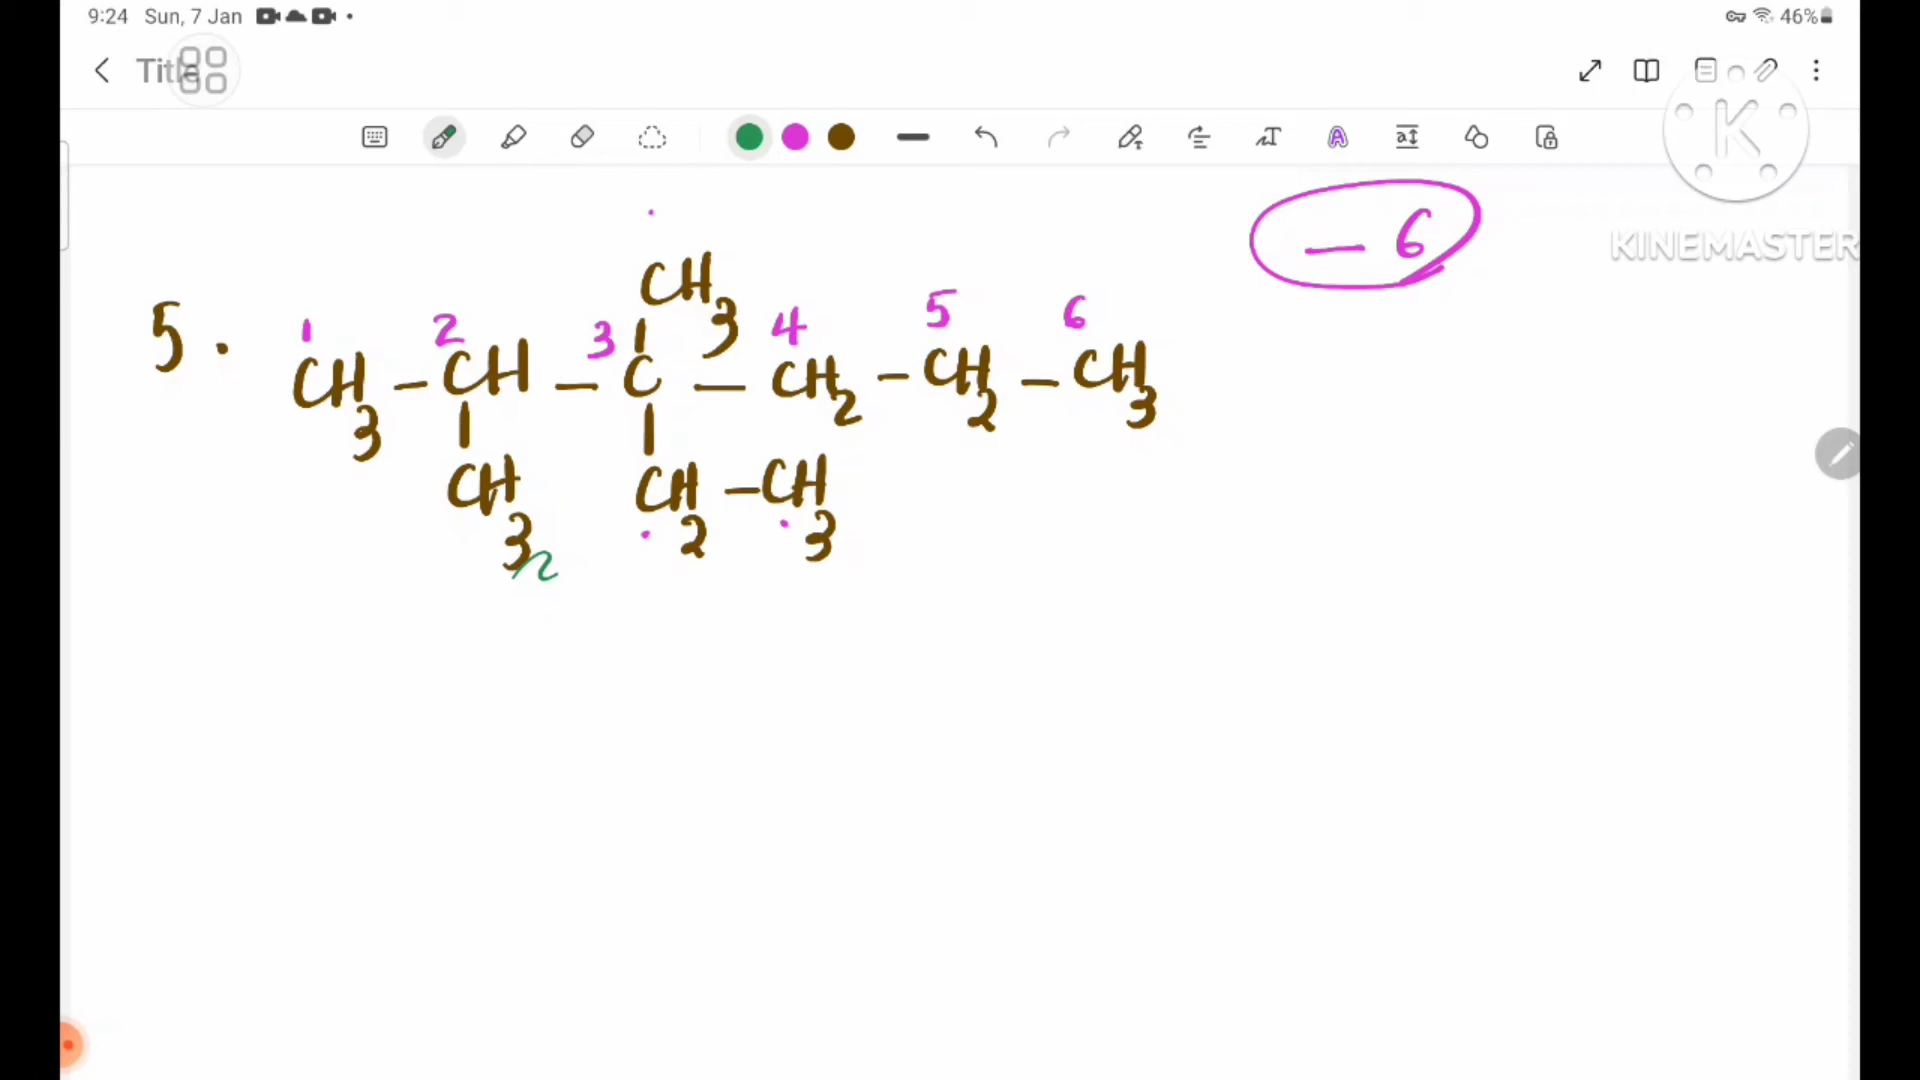 9:24 Sun, 7 Jan 46%
Title
KINEMASTER
K
— 6
CH3
5. 1 2 3 4 5 6
CH3 – CH – C – CH2 – CH2 – CH3
CH3 CH2 – CH3
2